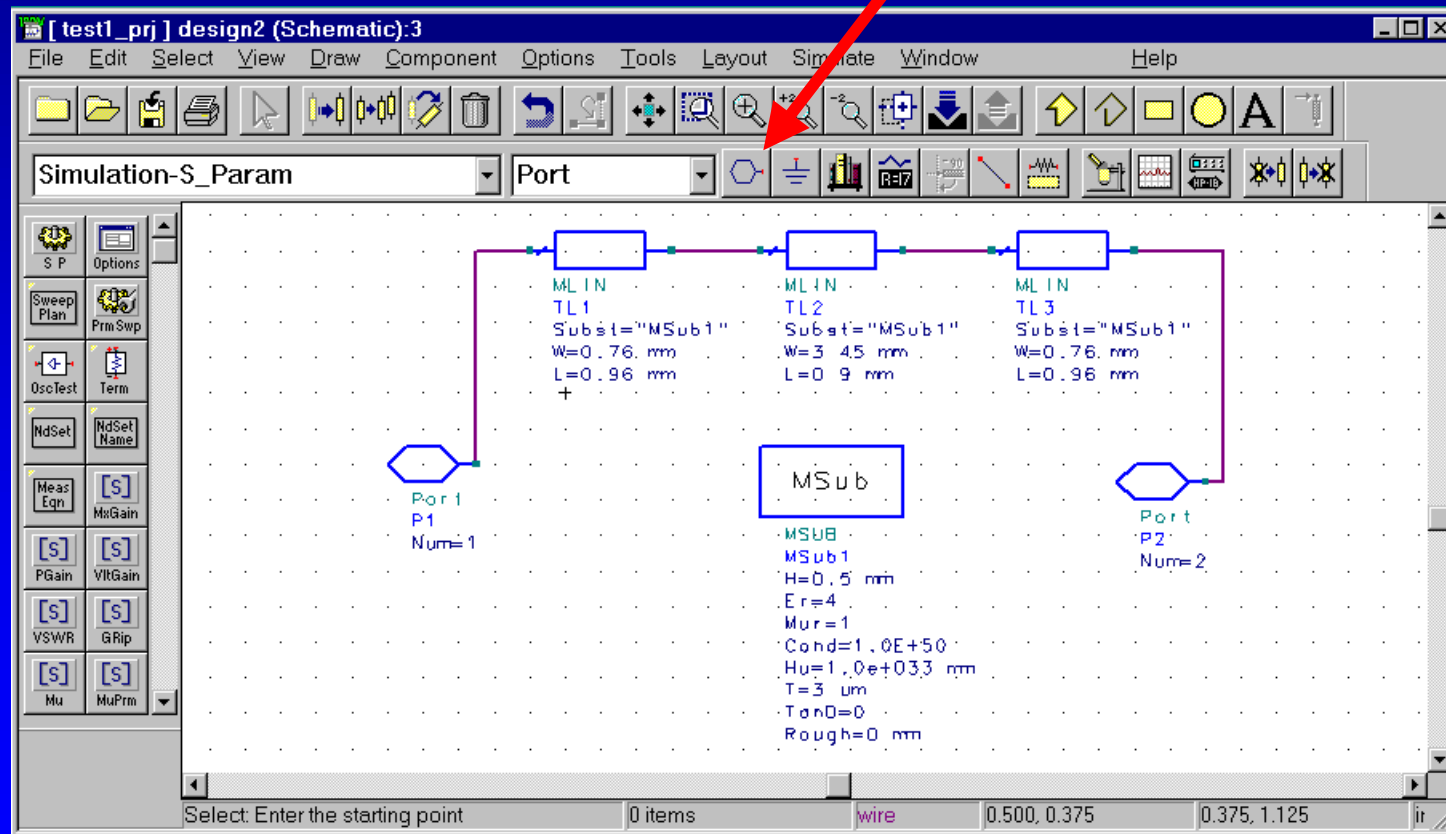 [ test1_prj ] design2 (Schematic):3
File Edit Select View Draw Component Options Tools Layout Simulate Window Help
+2 -2 A
Simulation-S_Param Port R=17 -90
S P Options
Sweep Plan Prm Swp
OscTest Term
NdSet NdSet Name
Meas Eqn [S] MxGain
[S] PGain [S] VltGain
[S] VSWR [S] GRip
[S] Mu [S] MuPrm
MLIN
TL1
Subst="MSub1"
W=0.76 mm
L=0.96 mm
MLIN
TL2
Subst="MSub1"
W=3.45 mm
L=0.9 mm
MLIN
TL3
Subst="MSub1"
W=0.76 mm
L=0.96 mm
Port
P1
Num=1
MSub
MSUB
MSub1
H=0.5 mm
Er=4
Mur=1
Cond=1.0E+50
Hu=1.0e+033 mm
T=3 um
TanD=0
Rough=0 mm
Port
P2
Num=2
Select: Enter the starting point 0 items wire 0.500, 0.375 0.375, 1.125